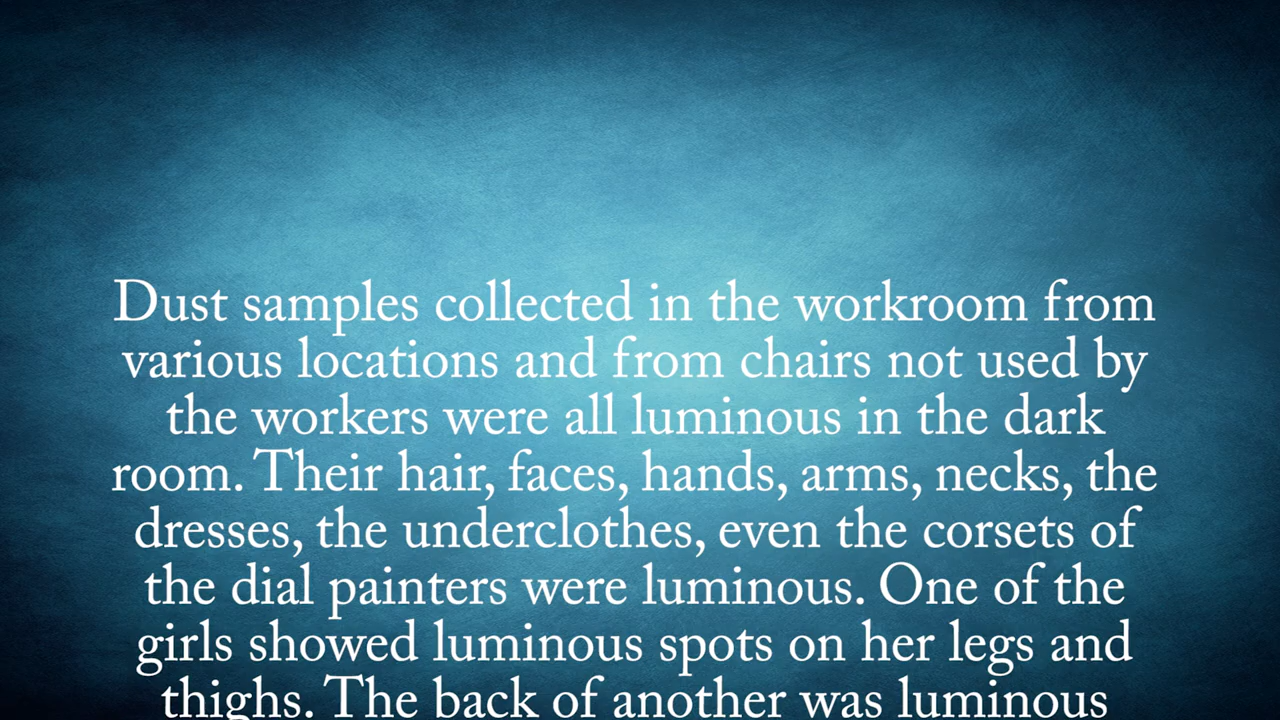 Dust samples collected in the workroom from
various locations and from chairs not used by
the workers were all luminous in the dark
room. Their hair, faces, hands, arms, necks, the
dresses, the underclothes, even the corsets of
the dial painters were luminous. One of the
girls showed luminous spots on her legs and
thighs. The back of another was luminous